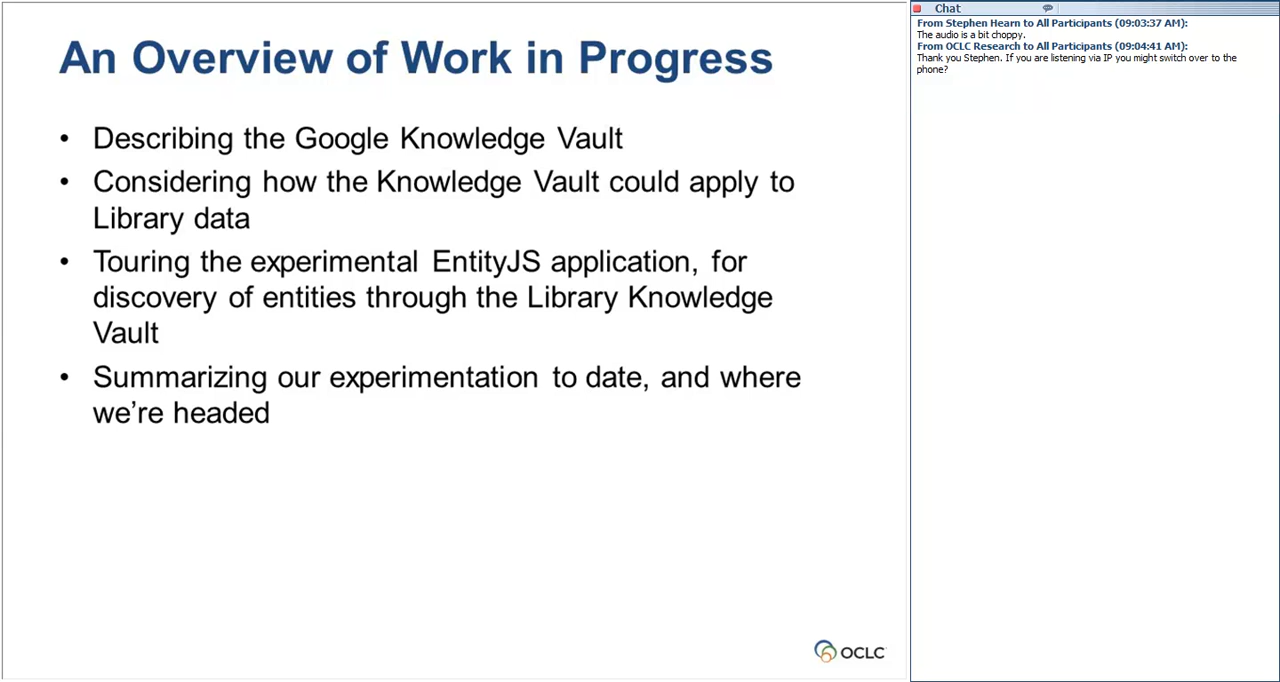 An Overview of Work in Progress
• Describing the Google Knowledge Vault
• Considering how the Knowledge Vault could apply to
Library data
• Touring the experimental EntityJS application, for
discovery of entities through the Library Knowledge
Vault
• Summarizing our experimentation to date, and where
we’re headed
OCLC
Chat
From Stephen Hearn to All Participants (09:03:37 AM):
The audio is a bit choppy.
From OCLC Research to All Participants (09:04:41 AM):
Thank you Stephen. If you are listening via IP you might switch over to the
phone?